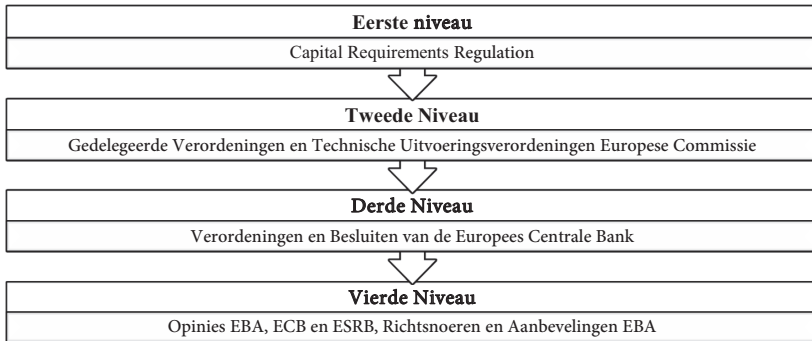 Eerste niveau
Capital Requirements Regulation
Tweede Niveau
Gedelegeerde Verordeningen en Technische Uitvoeringsverordeningen Europese Commissie
Derde Niveau
Verordeningen en Besluiten van de Europees Centrale Bank
Vierde Niveau
Opinies EBA, ECB en ESRB, Richtsnoeren en Aanbevelingen EBA